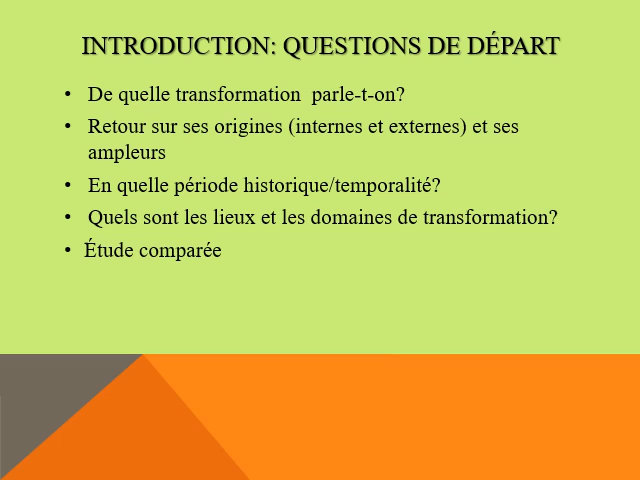 INTRODUCTION: QUESTIONS DE DÉPART
• De quelle transformation  parle-t-on?
• Retour sur ses origines (internes et externes) et ses
ampleurs
• En quelle période historique/temporalité?
• Quels sont les lieux et les domaines de transformation?
• Étude comparée